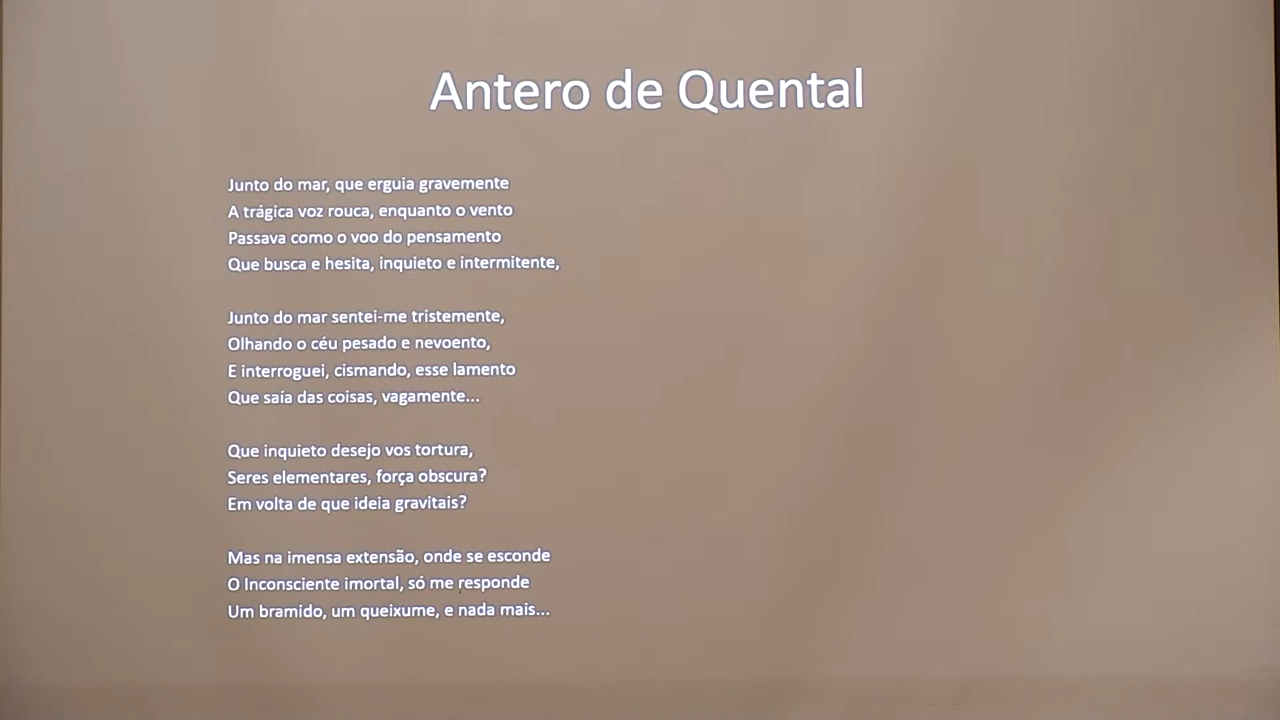 Antero de Quental
Junto do mar, que erguia gravemente
A trágica voz rouca, enquanto o vento
Passava como o voo do pensamento
Que busca e hesita, inquieto e intermitente,
Junto do mar sentei-me tristemente,
Olhando o céu pesado e nevoento,
E interroguei, cismando, esse lamento
Que saía das coisas, vagamente...
Que inquieto desejo vos tortura,
Seres elementares, força obscura?
Em volta de que ideia gravitais?
Mas na imensa extensão, onde se esconde
O Inconsciente imortal, só me responde
Um bramido, um queixume, e nada mais...